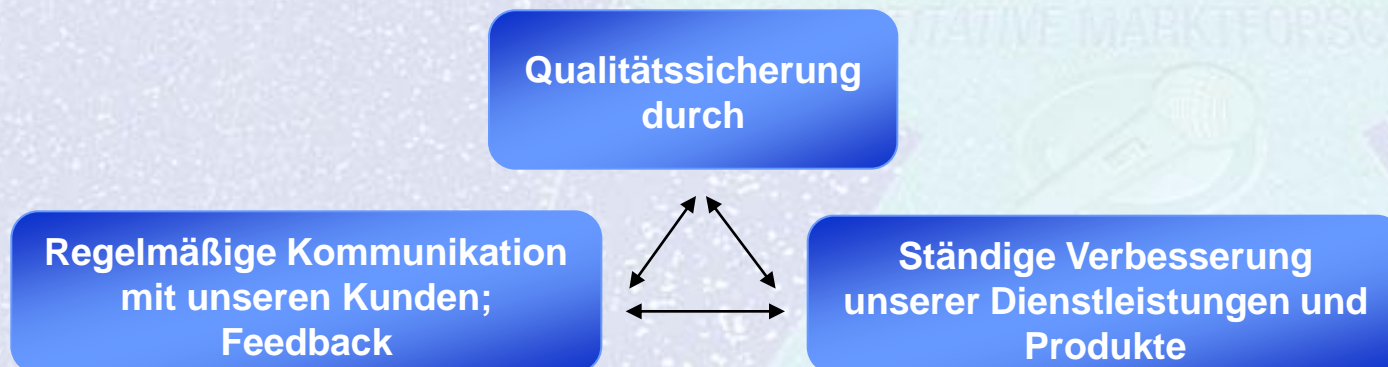 Qualitätssicherung
durch
Regelmäßige Kommunikation
mit unseren Kunden;
Feedback
Ständige Verbesserung
unserer Dienstleistungen und
Produkte